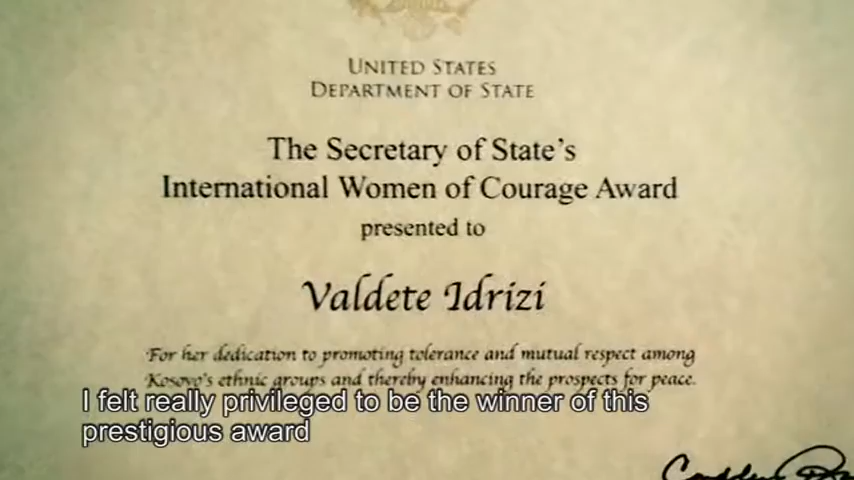 UNITED STATES
DEPARTMENT OF STATE
The Secretary of State's
International Women of Courage Award
presented to
Valdete Idrizi
For her dedication to promoting tolerance and mutual respect among
Kosovo's ethnic groups and thereby enhancing the prospects for peace.
I felt really privileged to be the winner of this
prestigious award